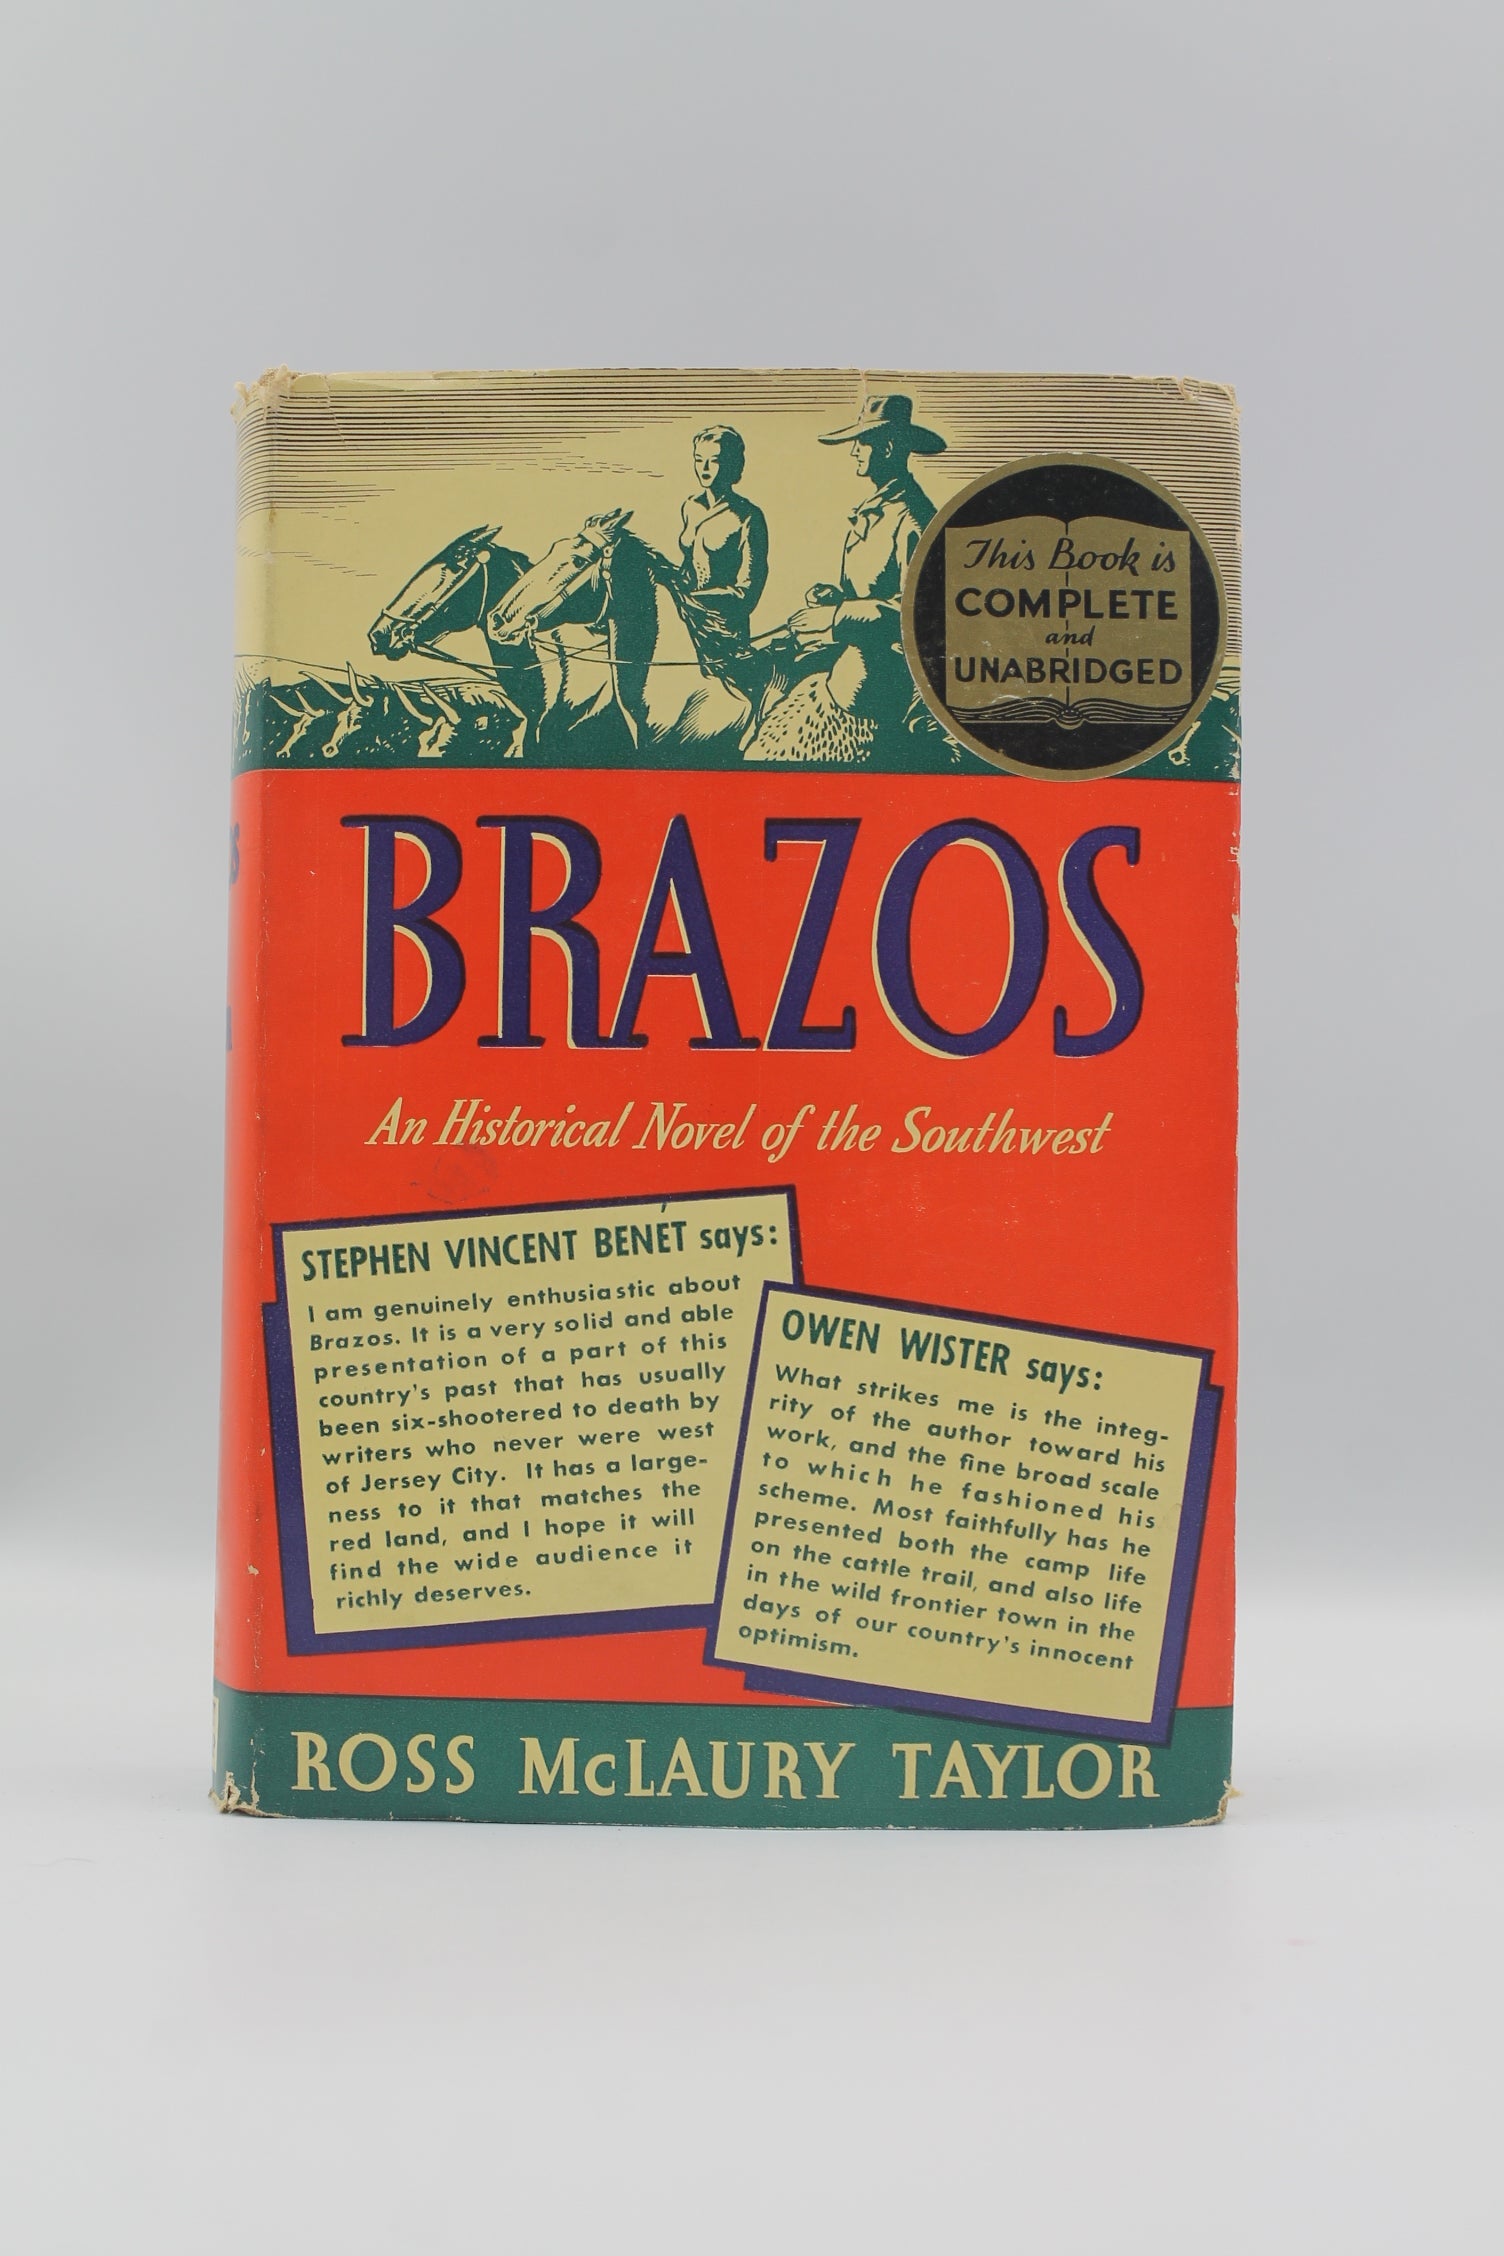 This Book is
COMPLETE
and
UNABRIDGED
BRAZOS
An Historical Novel of the Southwest
STEPHEN VINCENT BENÉT says:
I am genuinely enthusiastic about
Brazos. It is a very solid and able
presentation of a part of this
country's past that has usually
been six-shootered to death by
writers who never were west
of Jersey City. It has a large-
ness to it that matches the
red land, and I hope it will
find the wide audience it
richly deserves.
OWEN WISTER says:
What strikes me is the integ-
rity of the author toward his
work, and the fine broad scale
to which he fashioned his
scheme. Most faithfully has he
presented both the camp life
on the cattle trail, and also life
in the wild frontier town in the
days of our country's innocent
optimism.
ROSS McLAURY TAYLOR